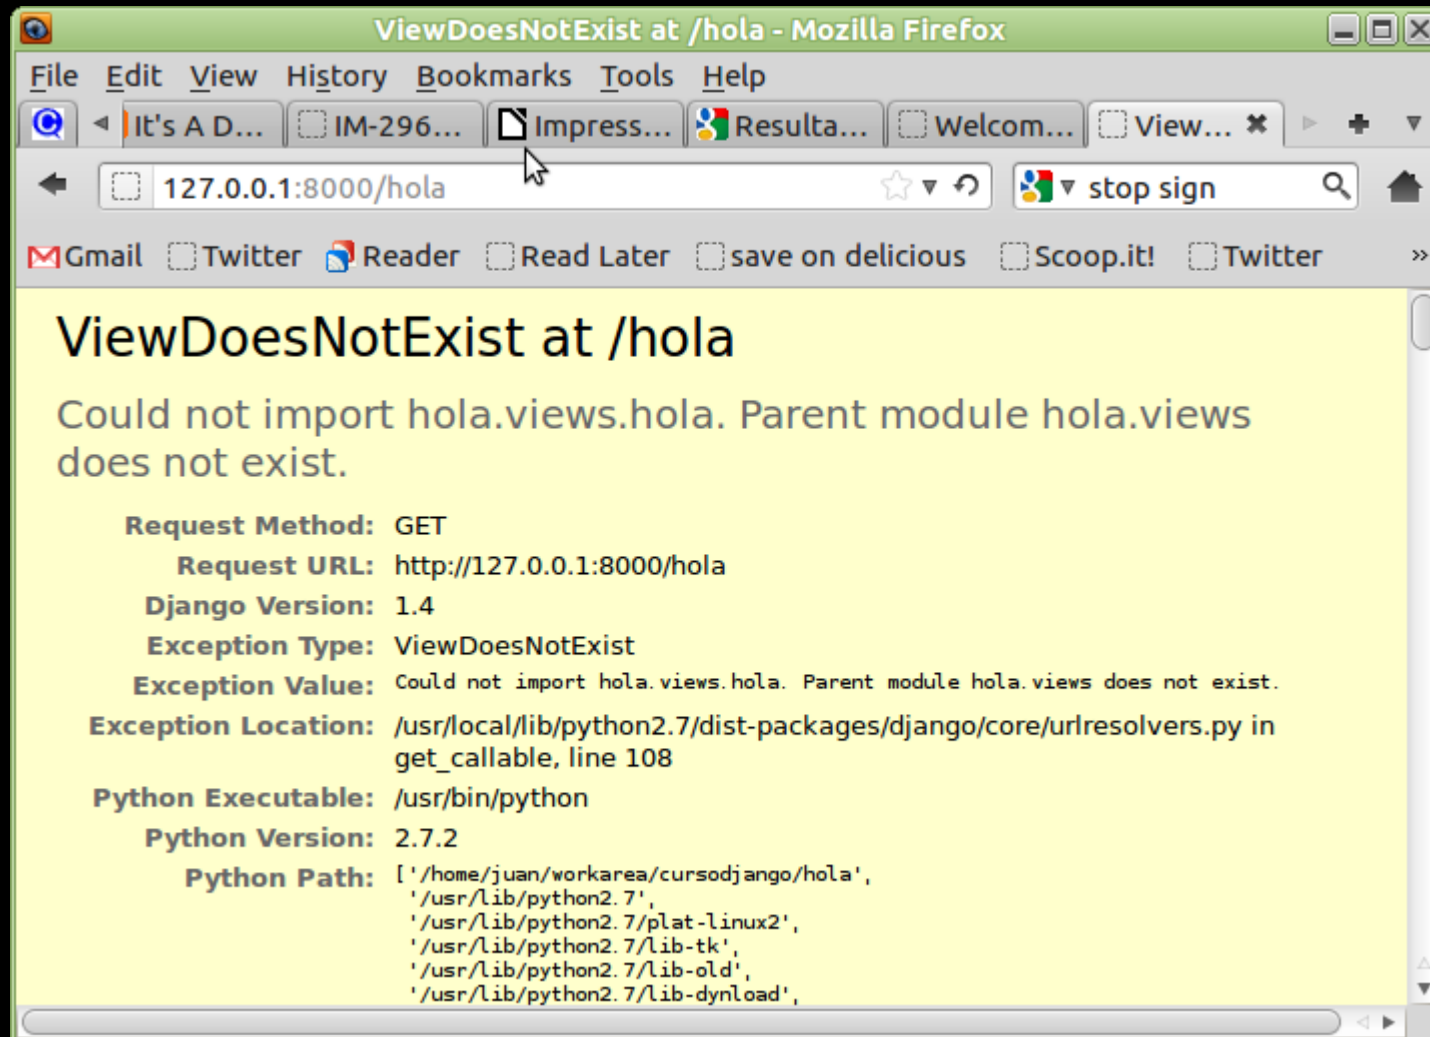 ViewDoesNotExist at /hola - Mozilla Firefox
File Edit View History Bookmarks Tools Help
It's A D... IM-296... Impress... Resulta... Welcom... View...
127.0.0.1:8000/hola stop sign
Gmail Twitter Reader Read Later save on delicious Scoop.it! Twitter »
ViewDoesNotExist at /hola
Could not import hola.views.hola. Parent module hola.views
does not exist.
Request Method: GET
Request URL: http://127.0.0.1:8000/hola
Django Version: 1.4
Exception Type: ViewDoesNotExist
Exception Value: Could not import hola.views.hola. Parent module hola.views does not exist.
Exception Location: /usr/local/lib/python2.7/dist-packages/django/core/urlresolvers.py in
get_callable, line 108
Python Executable: /usr/bin/python
Python Version: 2.7.2
Python Path: ['/home/juan/workarea/cursodjango/hola',
'/usr/lib/python2.7',
'/usr/lib/python2.7/plat-linux2',
'/usr/lib/python2.7/lib-tk',
'/usr/lib/python2.7/lib-old',
'/usr/lib/python2.7/lib-dynload',